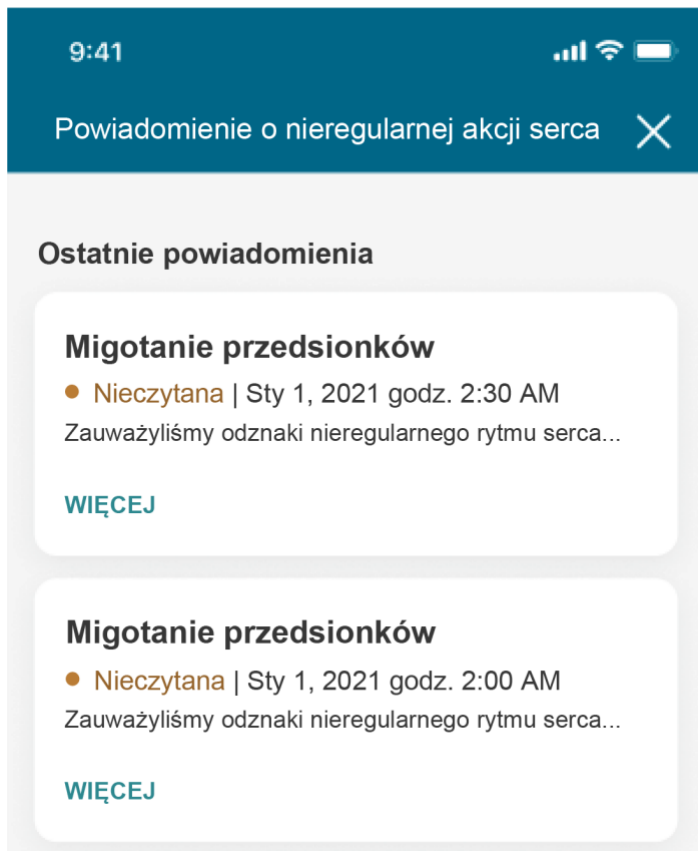 9:41
Powiadomienie o nieregularnej akcji serca
Ostatnie powiadomienia
Migotanie przedsionków
Nieczytana | Sty 1, 2021 godz. 2:30 AM
Zauważyliśmy odznaki nieregularnego rytmu serca...
WIĘCEJ
Migotanie przedsionków
Nieczytana | Sty 1, 2021 godz. 2:00 AM
Zauważyliśmy odznaki nieregularnego rytmu serca...
WIĘCEJ